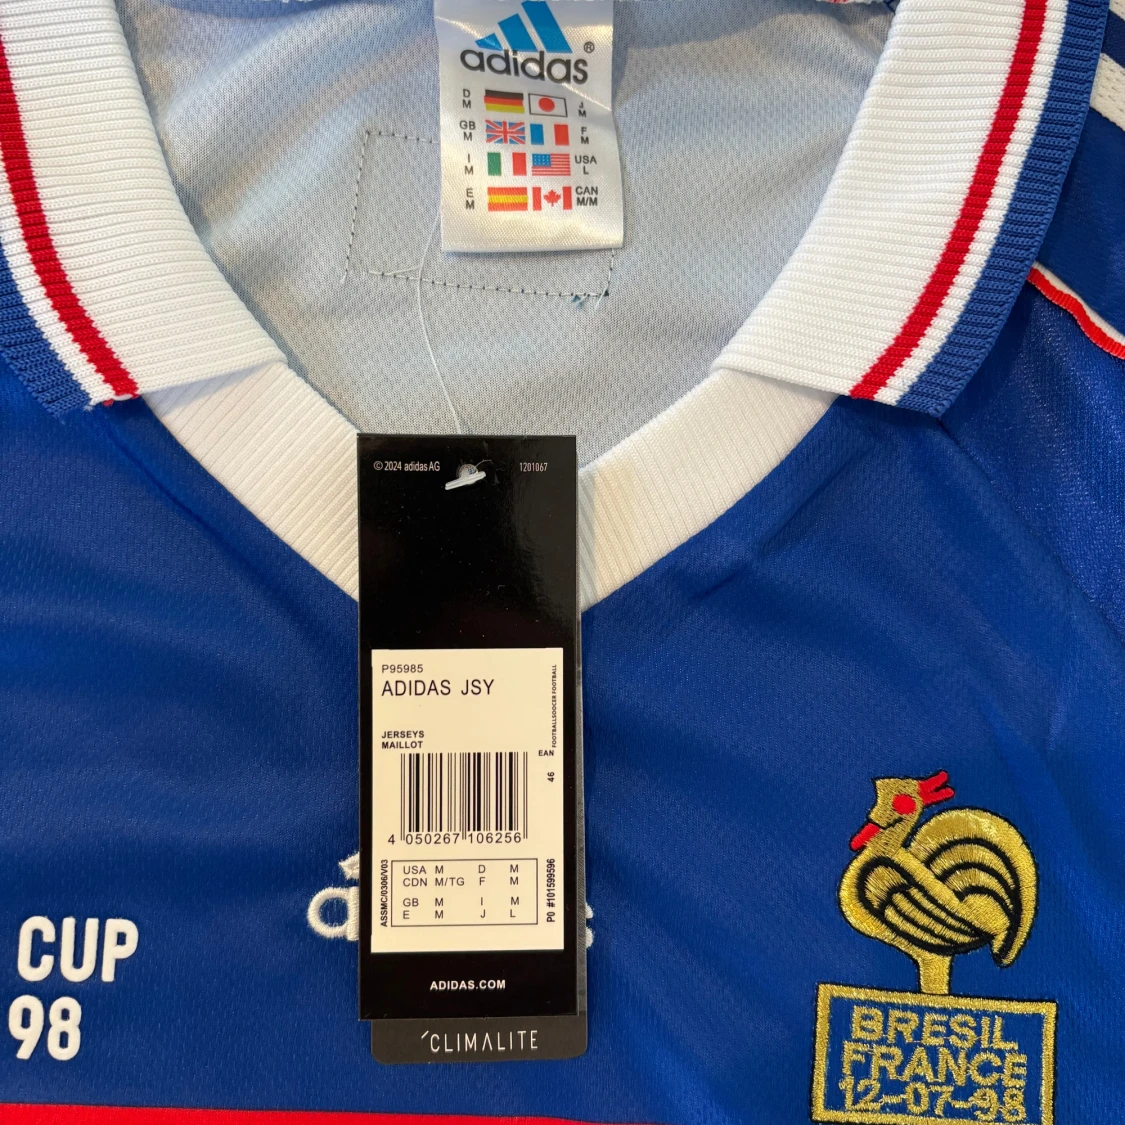 adidas ®
D M J M
GB M F M
I M USA L
E M CAN M/M
© 2024 adidas AG 1201067
P95985
ADIDAS JSY
JERSEYS
MAILLOT
EAN
FOOTBALLSOCCER FOOTBALL
46
4 050267 106256
USA M D M
CDN M/TG F M
GB M I M
E M J L
ASSMC/0306/V03
PO #101599596
ADIDAS.COM
CLIMALITE
CUP
98
BRESIL
FRANCE
12-07-98